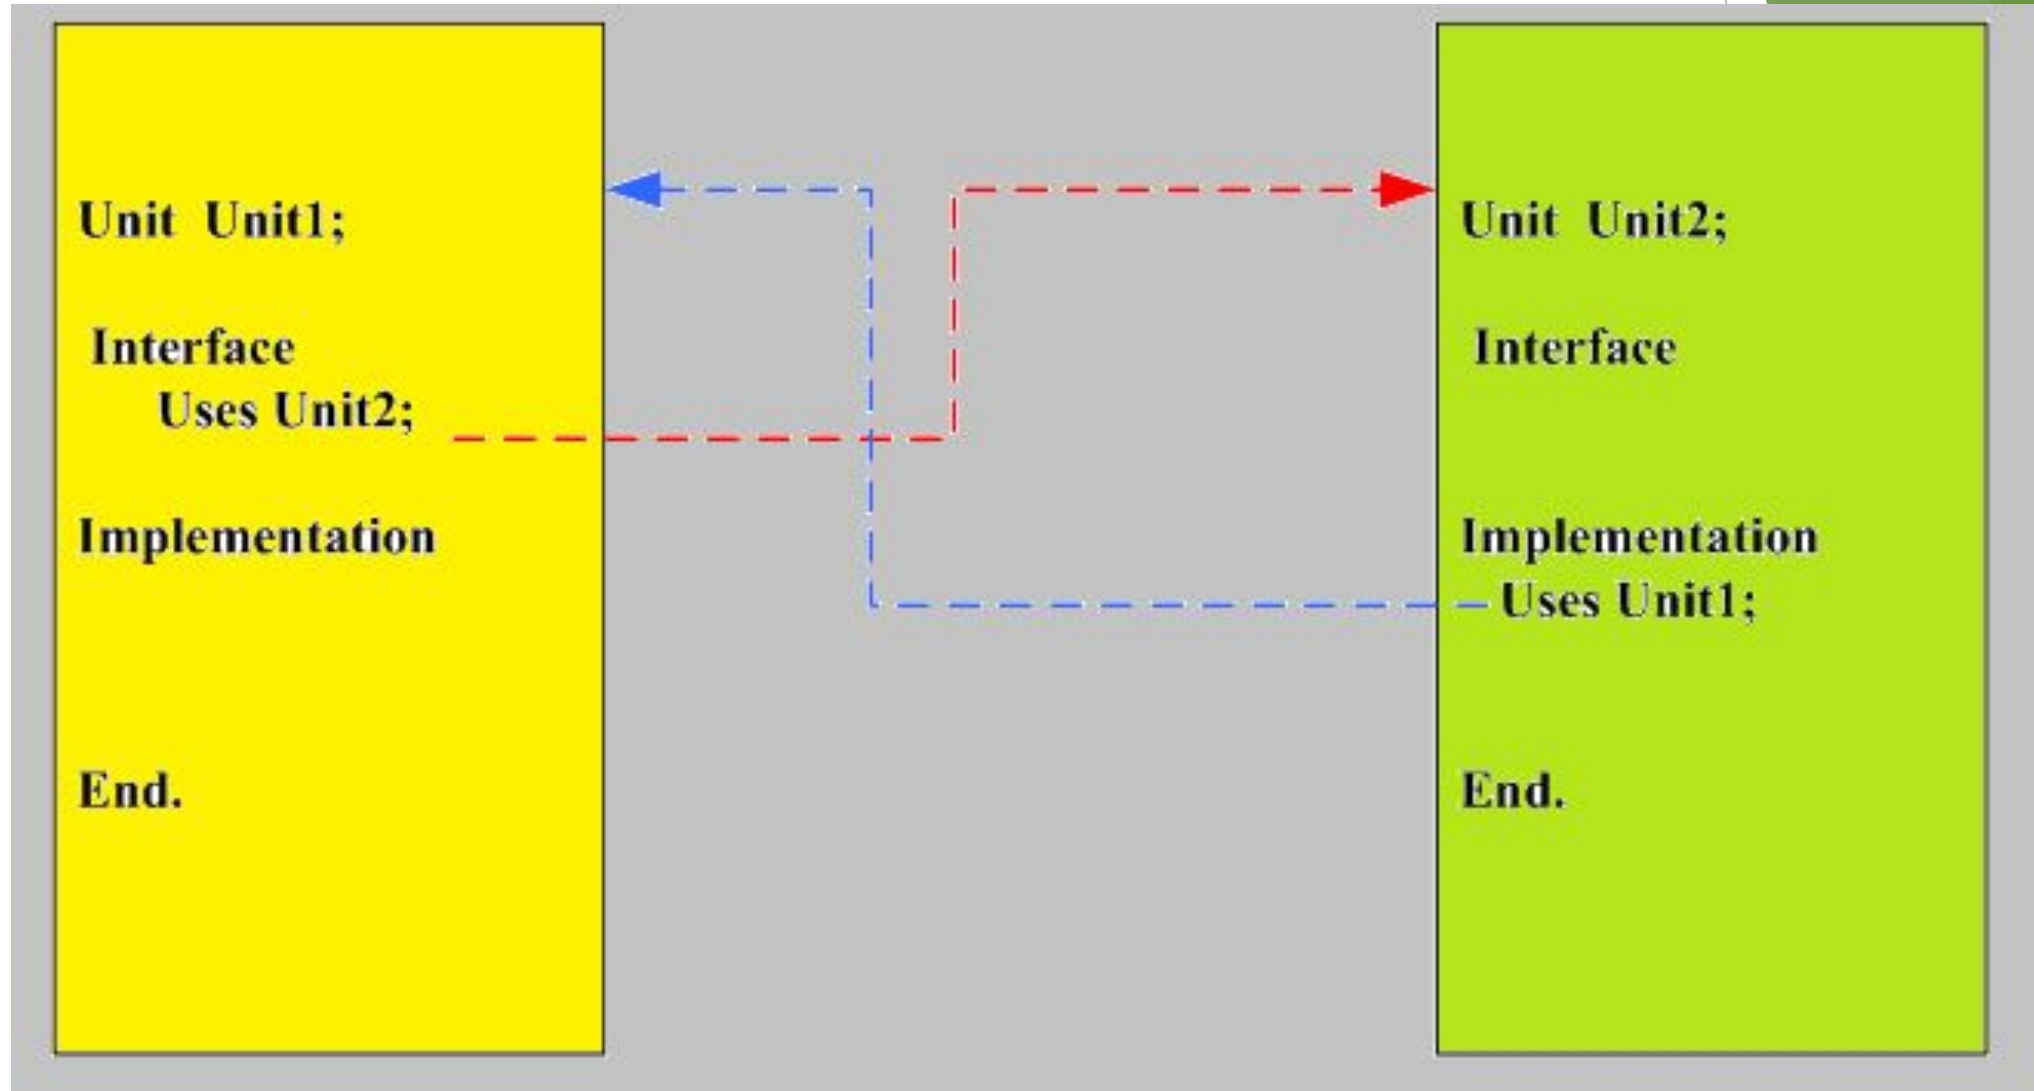 Unit Unit1;
Interface
Uses Unit2;
Implementation
End.
Unit Unit2;
Interface
Implementation
Uses Unit1;
End.